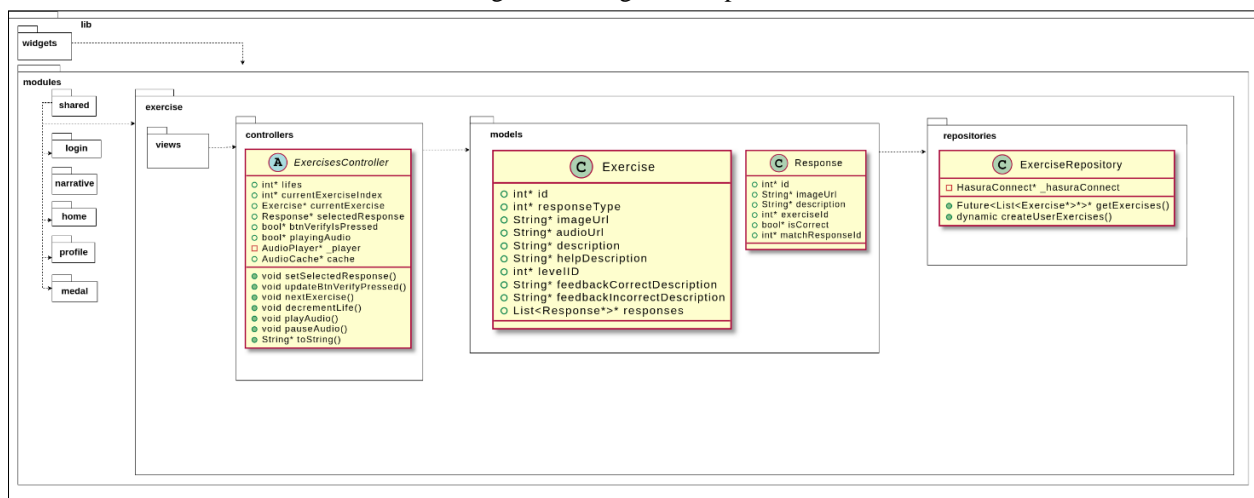 lib
widgets
modules
shared
login
narrative
home
profile
medal
exercise
views
controllers
A ExercisesController
int* lifes
int* currentExerciseIndex
Exercise* currentExercise
Response* selectedResponse
bool* btnVerifyIsPressed
bool* playingAudio
AudioPlayer* _player
AudioCache* cache
void setSelectedResponse()
void updateBtnVerifyPressed()
void nextExercise()
void decrementLife()
void playAudio()
void pauseAudio()
String* toString()
models
C Exercise
int* id
int* responseType
String* imageUrl
String* audioUrl
String* description
String* helpDescription
int* levelID
String* feedbackCorrectDescription
String* feedbackIncorrectDescription
List<Response*>* responses
C Response
int* id
String* imageUrl
String* description
int* exerciseId
bool* isCorrect
int* matchResponseId
repositories
C ExerciseRepository
HasuraConnect* _hasuraConnect
Future<List<Exercise*>*>* getExercises()
dynamic createUserExercises()